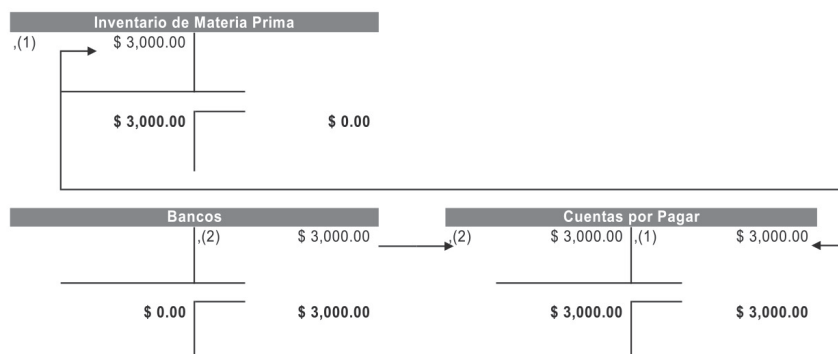 Inventario de Materia Prima
,(1) $ 3,000.00
$ 3,000.00 $ 0.00
Bancos
,(2) $ 3,000.00
$ 0.00 $ 3,000.00
Cuentas por Pagar
,(2) $ 3,000.00 ,(1) $ 3,000.00
$ 3,000.00 $ 3,000.00